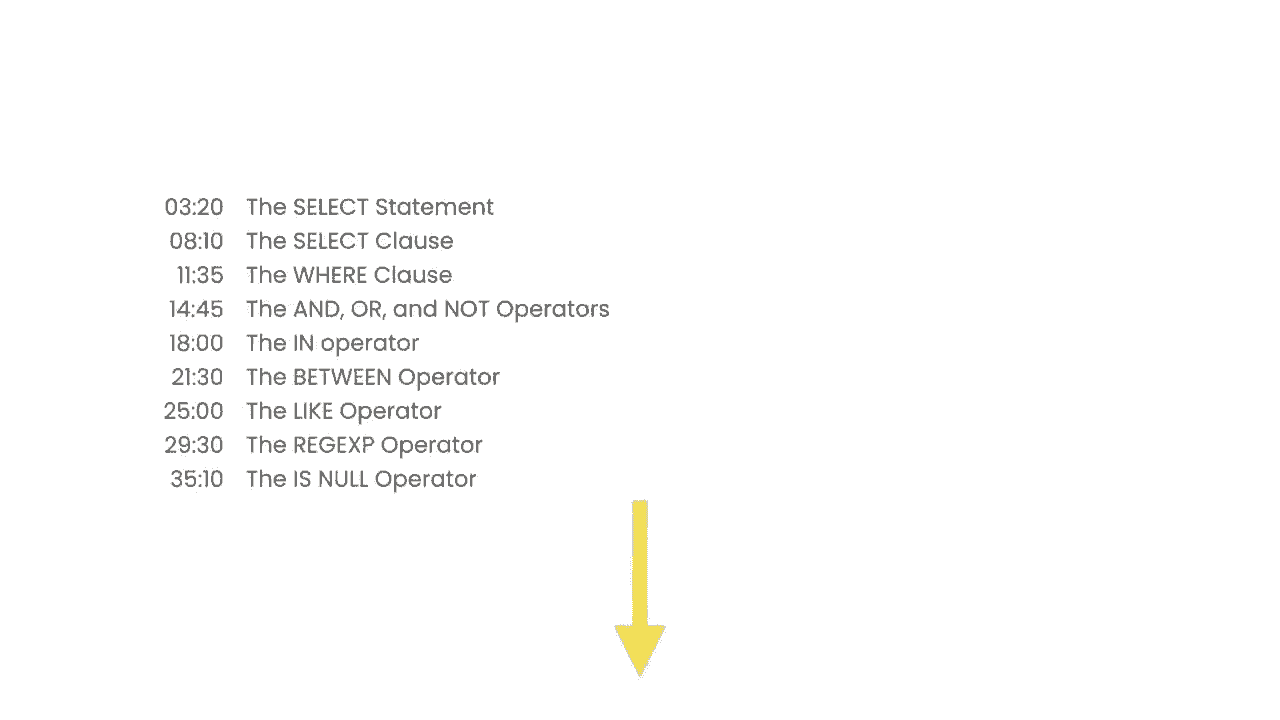 03:20 The SELECT Statement
08:10 The SELECT Clause
11:35 The WHERE Clause
14:45 The AND, OR, and NOT Operators
18:00 The IN operator
21:30 The BETWEEN Operator
25:00 The LIKE Operator
29:30 The REGEXP Operator
35:10 The IS NULL Operator